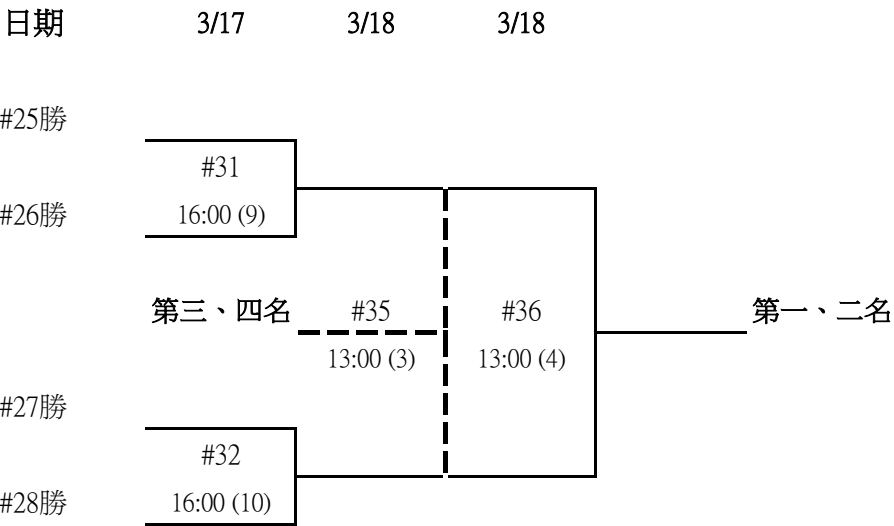 日期 3/17 3/18 3/18
#25勝
#31
#26勝 16:00 (9)
第三、四名 #35 #36 第一、二名
13:00 (3) 13:00 (4)
#27勝
#32
#28勝 16:00 (10)